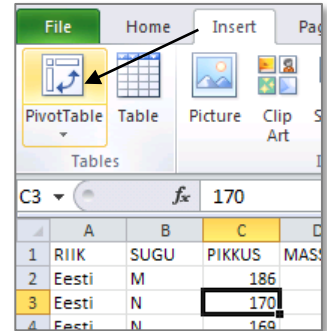 File Home Insert Pag
PivotTable Table Picture Clip Art S
Tables I
C3 fx 170
A B C D
1 RIIK SUGU PIKKUS MASS
2 Eesti M 186
3 Eesti N 170
4 Eesti N 169